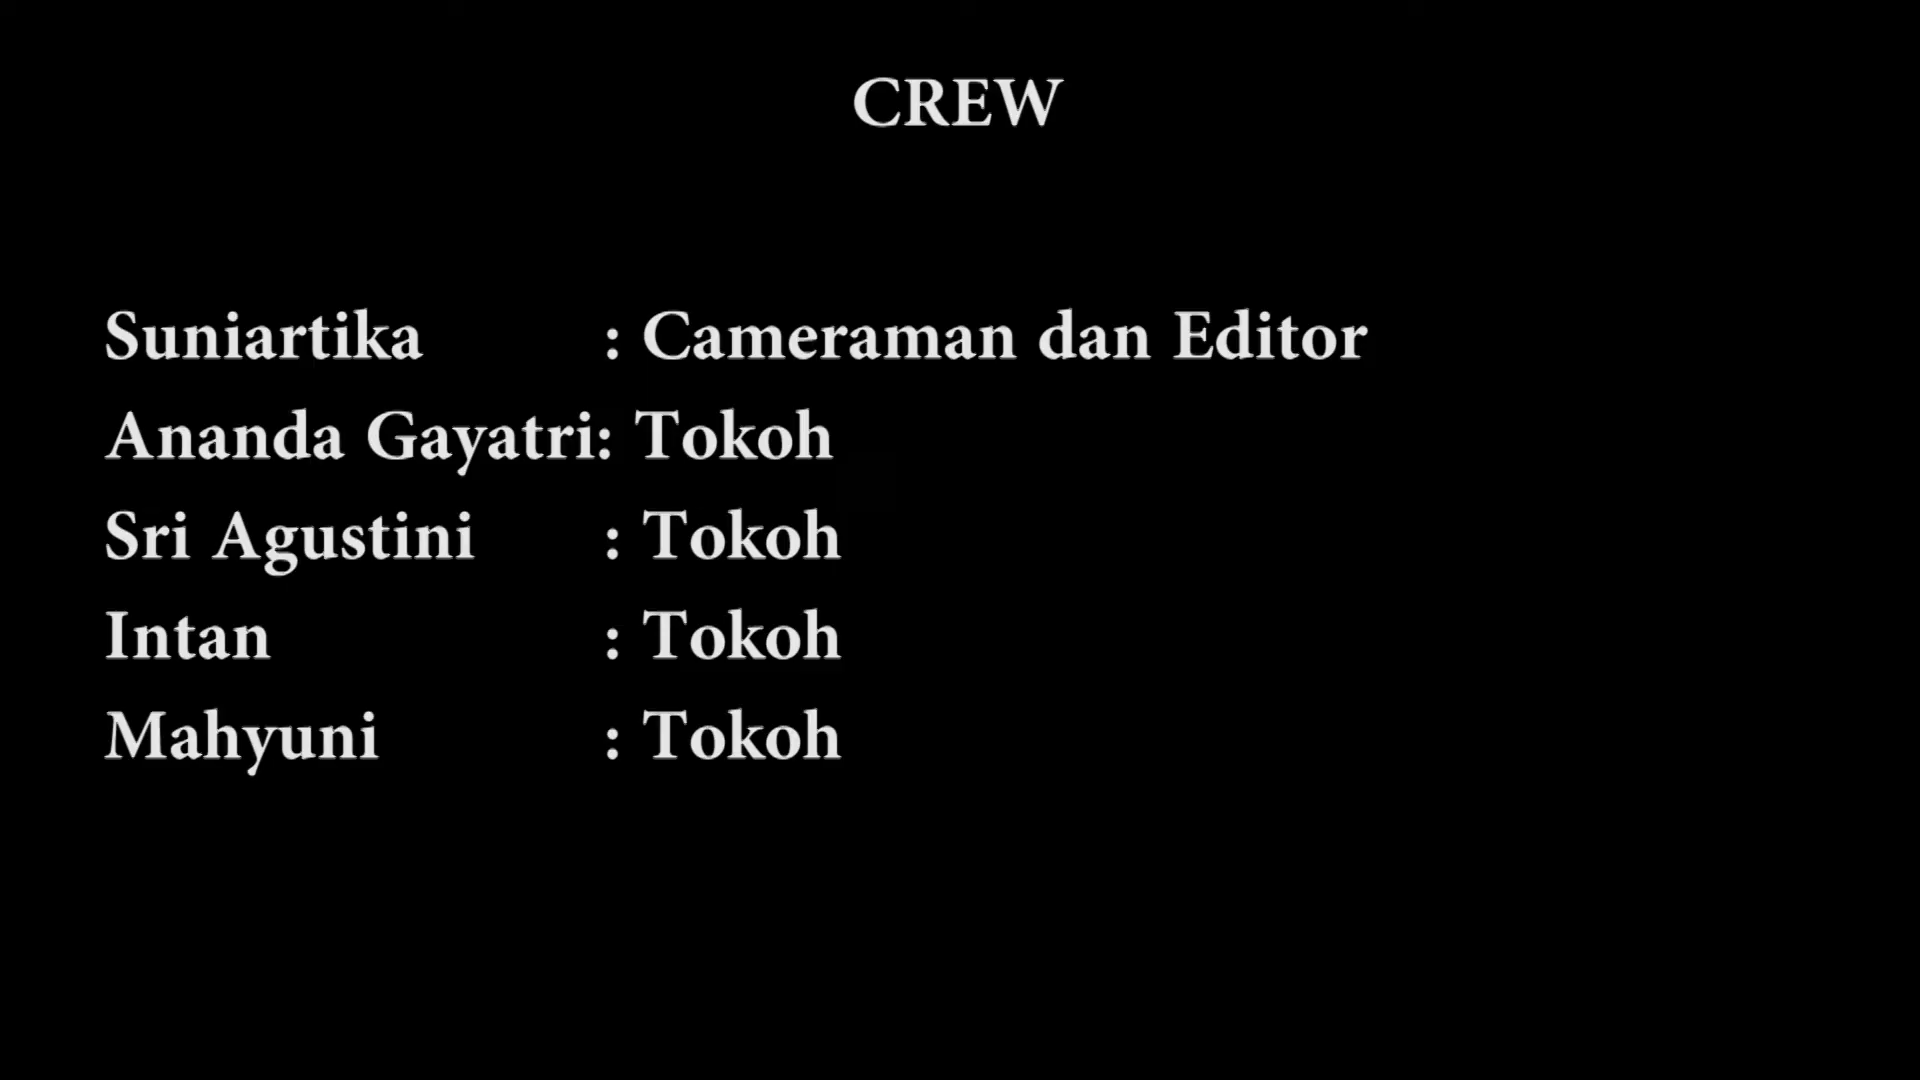 CREW
Suniartika : Cameraman dan Editor
Ananda Gayatri: Tokoh
Sri Agustini : Tokoh
Intan : Tokoh
Mahyuni : Tokoh